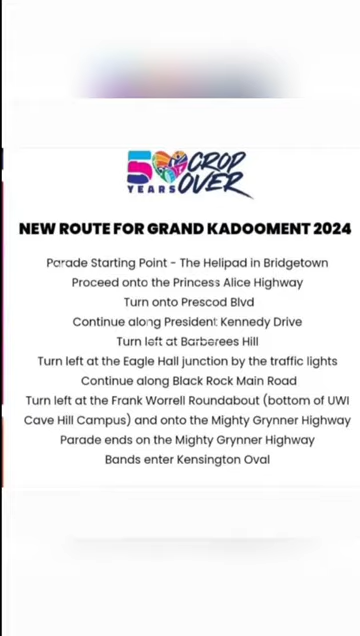 50 CROP
YEARS OVER
NEW ROUTE FOR GRAND KADOOMENT 2024
Parade Starting Point - The Helipad in Bridgetown
Proceed onto the Princess Alice Highway
Turn onto Prescod Blvd
Continue along President Kennedy Drive
Turn left at Barberees Hill
Turn left at the Eagle Hall junction by the traffic lights
Continue along Black Rock Main Road
Turn left at the Frank Worrell Roundabout (bottom of UWI
Cave Hill Campus) and onto the Mighty Grynner Highway
Parade ends on the Mighty Grynner Highway
Bands enter Kensington Oval